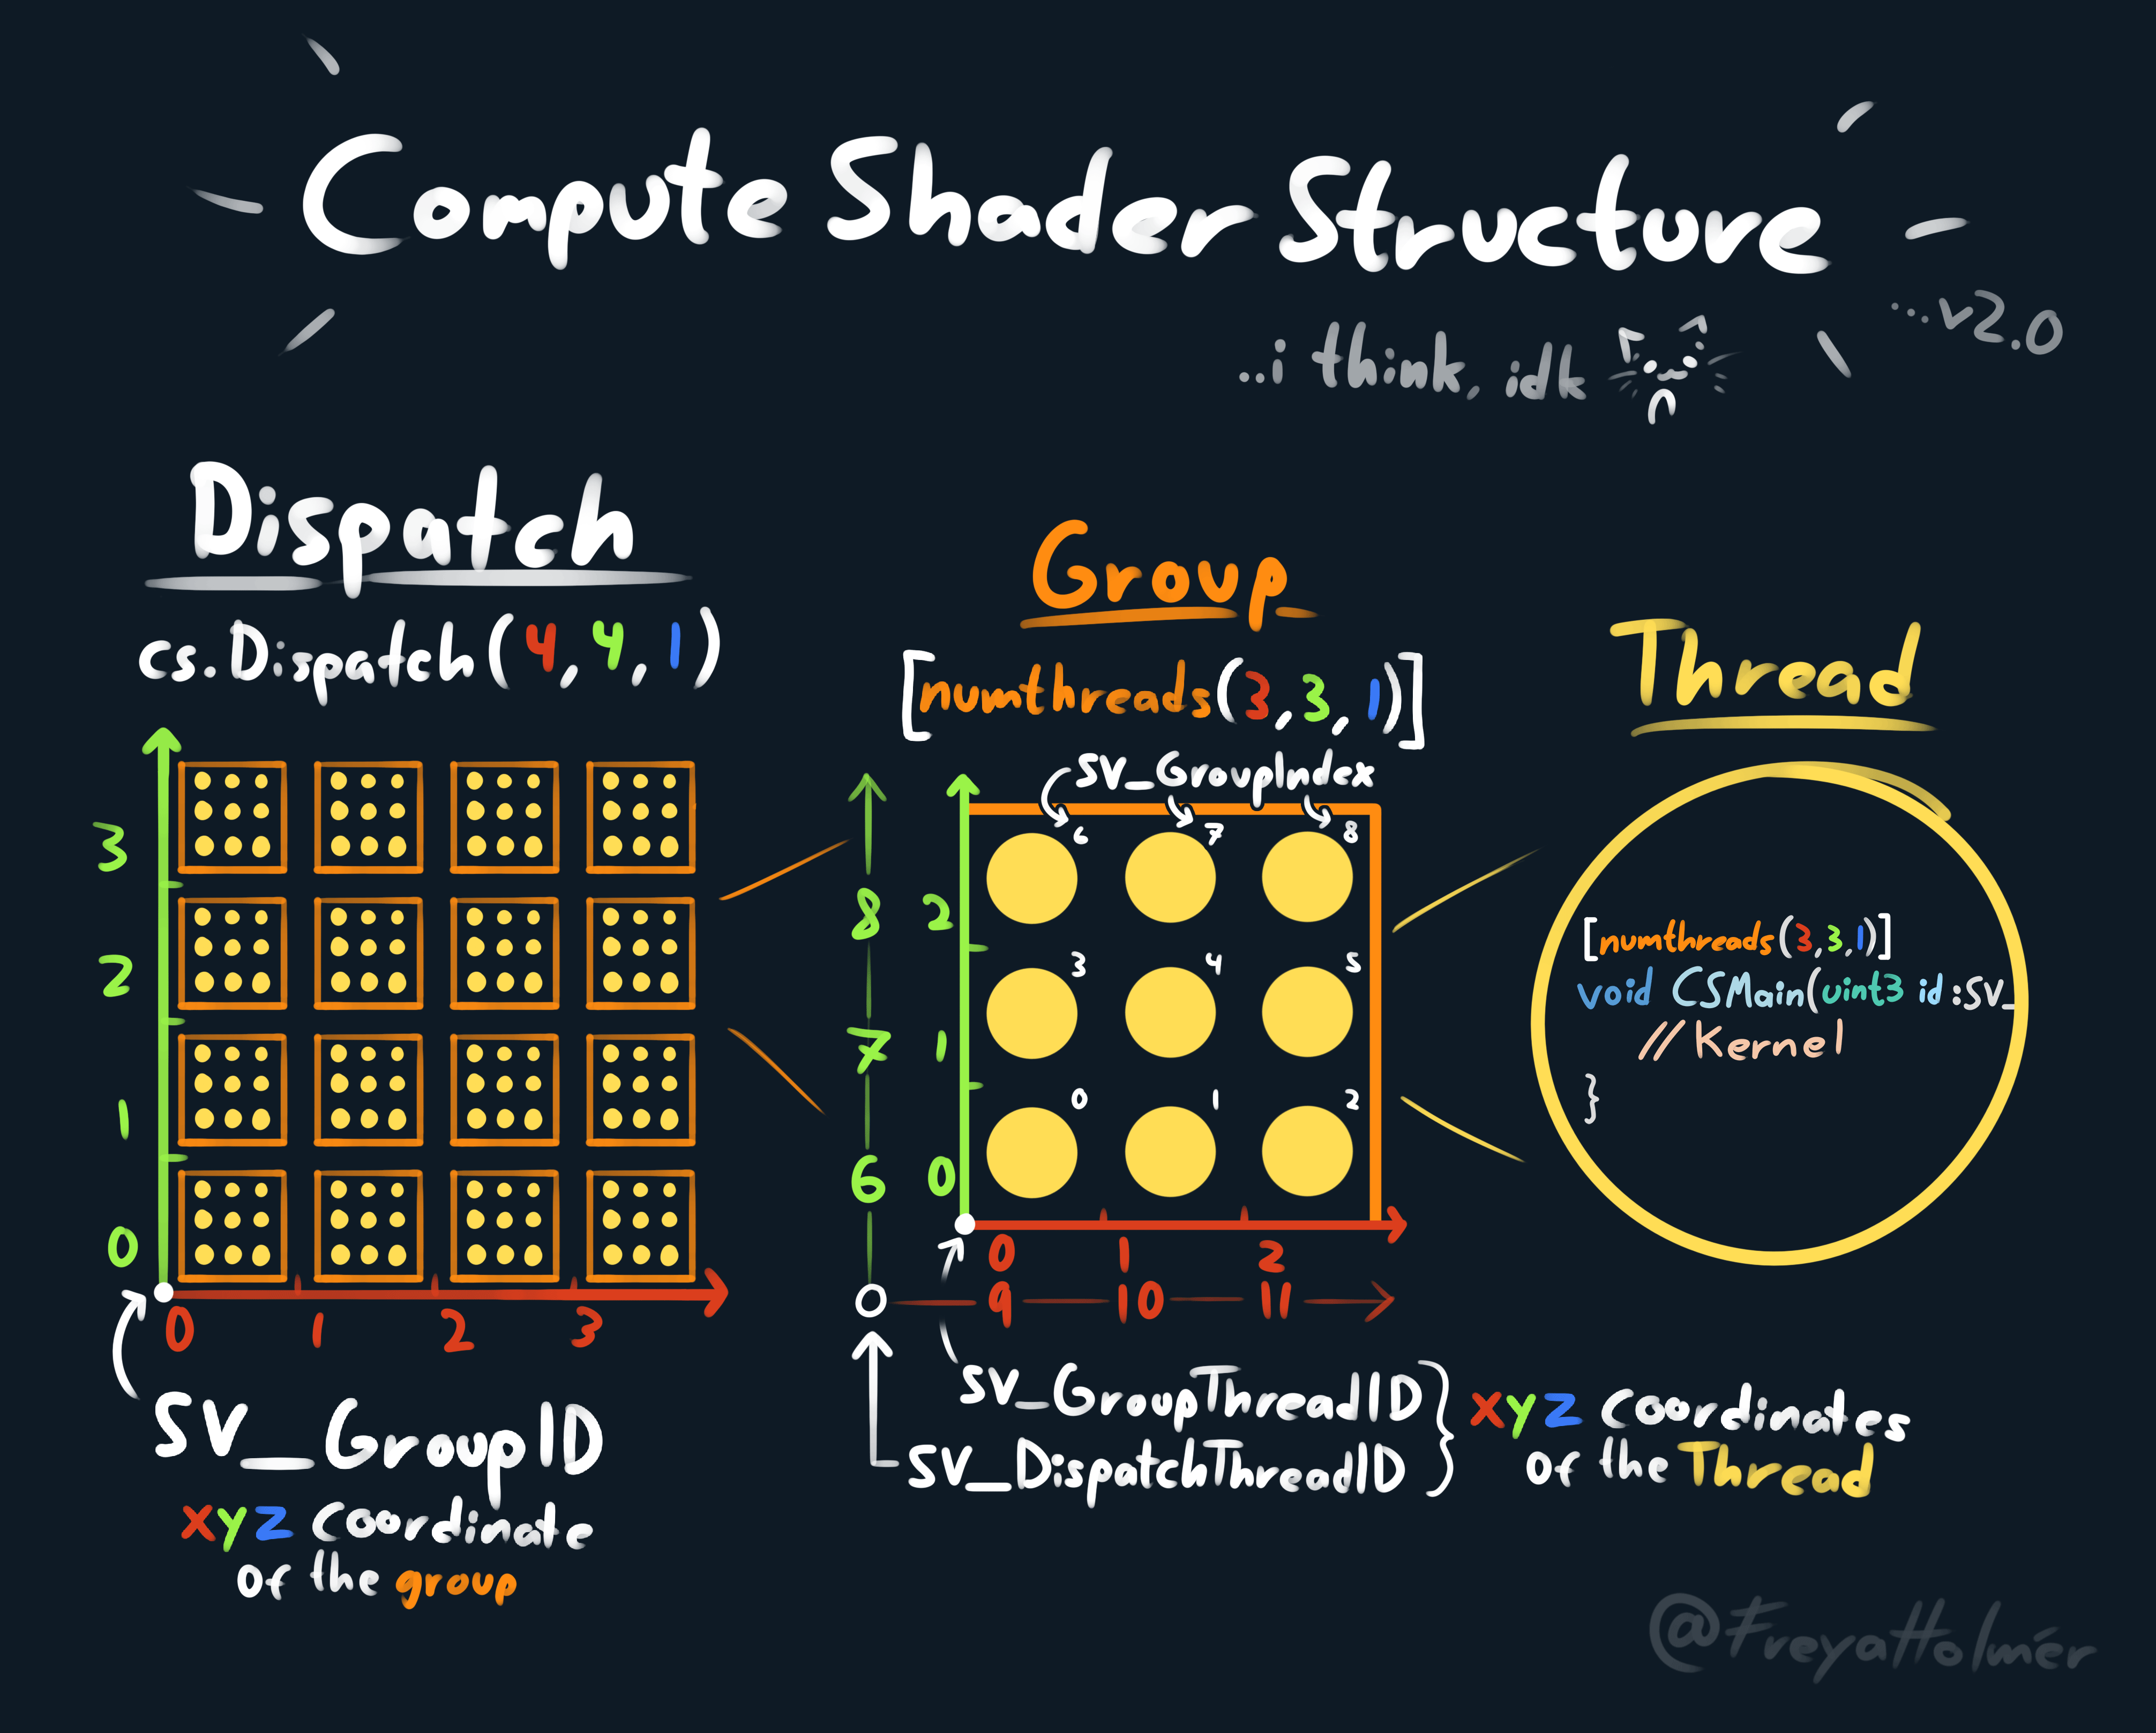 Compute Shader Structure
...v2.0
...i think, idk
Dispatch
cs.Dispatch(4,4,1)
3
2
1
0
0 1 2 3
SV_GroupID
xyz coordinate
of the group
Group
[numthreads(3,3,1)]
SV_GroupIndex
6 7 8
8 2
3 4 5
7 1
0 1 2
6 0
0 1 2
0 9 10 11
SV_GroupThreadID
SV_DispatchThreadID
xyz coordinates
of the Thread
Thread
[numthreads(3,3,1)]
void CSMain(uint3 id:SV_
//Kernel
}
@FreyaHolmér